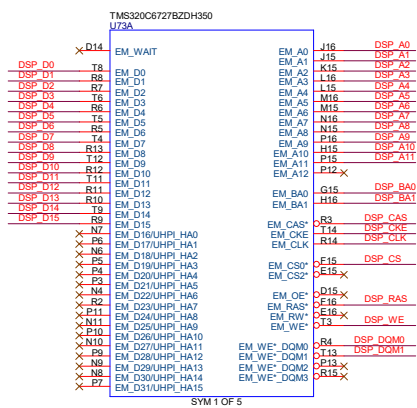 TMS320C6727BZDH350
U73A
D14 EM_WAIT EM_A0 J16 DSP_A0
EM_A1 J15 DSP_A1
DSP_D0 T8 EM_D0 EM_A2 K15 DSP_A2
DSP_D1 R8 EM_D1 EM_A3 L16 DSP_A3
DSP_D2 R7 EM_D2 EM_A4 L15 DSP_A4
DSP_D3 T6 EM_D3 EM_A5 M16 DSP_A5
DSP_D4 R6 EM_D4 EM_A6 M15 DSP_A6
DSP_D5 T5 EM_D5 EM_A7 N16 DSP_A7
DSP_D6 R5 EM_D6 EM_A8 N15 DSP_A8
DSP_D7 T4 EM_D7 EM_A9 P16 DSP_A9
DSP_D8 R13 EM_D8 EM_A10 H15 DSP_A10
DSP_D9 T12 EM_D9 EM_A11 P15 DSP_A11
DSP_D10 R12 EM_D10 EM_A12 P12
DSP_D11 T11 EM_D11
DSP_D12 R11 EM_D12 EM_BA0 G15 DSP_BA0
DSP_D13 R10 EM_D13 EM_BA1 H16 DSP_BA1
DSP_D14 T9 EM_D14
DSP_D15 R9 EM_D15 EM_CAS* R3 DSP_CAS
N7 EM_D16/UHPI_HA0 EM_CKE T14 DSP_CKE
P6 EM_D17/UHPI_HA1 EM_CLK R14 DSP_CLK
N6 EM_D18/UHPI_HA2
P5 EM_D19/UHPI_HA3 EM_CS0* F15 DSP_CS
P4 EM_D20/UHPI_HA4 EM_CS2* E15
P3 EM_D21/UHPI_HA5
N4 EM_D22/UHPI_HA6 EM_OE* D15
R2 EM_D23/UHPI_HA7 EM_RAS* F16 DSP_RAS
P11 EM_D24/UHPI_HA8 EM_RW* E16
N11 EM_D25/UHPI_HA9 EM_WE* T3 DSP_WE
P10 EM_D26/UHPI_HA10
N10 EM_D27/UHPI_HA11 EM_WE*_DQM0 R4 DSP_DQM0
P9 EM_D28/UHPI_HA12 EM_WE*_DQM1 T13 DSP_DQM1
N9 EM_D29/UHPI_HA13 EM_WE*_DQM2 P13
N8 EM_D30/UHPI_HA14 EM_WE*_DQM3 R15
P7 EM_D31/UHPI_HA15
SYM 1 OF 5